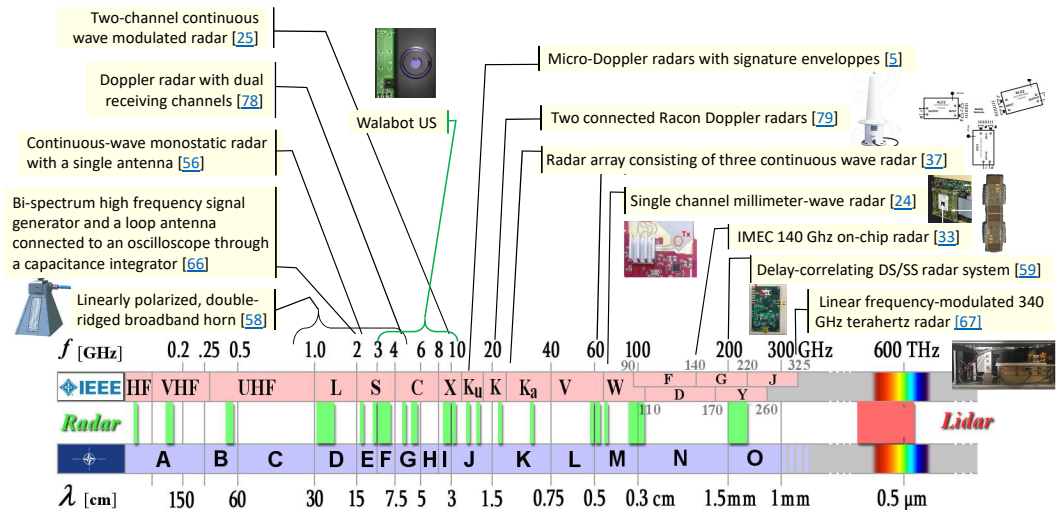 Two-channel continuous
wave modulated radar [25]
Doppler radar with dual
receiving channels [78]
Continuous-wave monostatic radar
with a single antenna [56]
Bi-spectrum high frequency signal
generator and a loop antenna
connected to an oscilloscope through
a capacitance integrator [66]
Linearly polarized, double-
ridged broadband horn [58]
Walabot US
Micro-Doppler radars with signature enveloppes [5]
Two connected Racon Doppler radars [79]
Radar array consisting of three continuous wave radar [37]
Single channel millimeter-wave radar [24]
Tx
IMEC 140 Ghz on-chip radar [33]
Delay-correlating DS/SS radar system [59]
Linear frequency-modulated 340
GHz terahertz radar [67]
f [GHz] 0.2 .25 0.5 1.0 2 3 4 6 8 10 20 40 60 100 200 300 GHz 600 THz
90 140 220 325
IEEE HF VHF UHF L S C X Ku K Ka V W F G J
D Y
110 170 260
Radar Lidar
A B C D E F G H I J K L M N O
λ [cm] 150 60 30 15 7.5 5 3 1.5 0.75 0.5 0.3 cm 1.5mm 1mm 0.5 µm